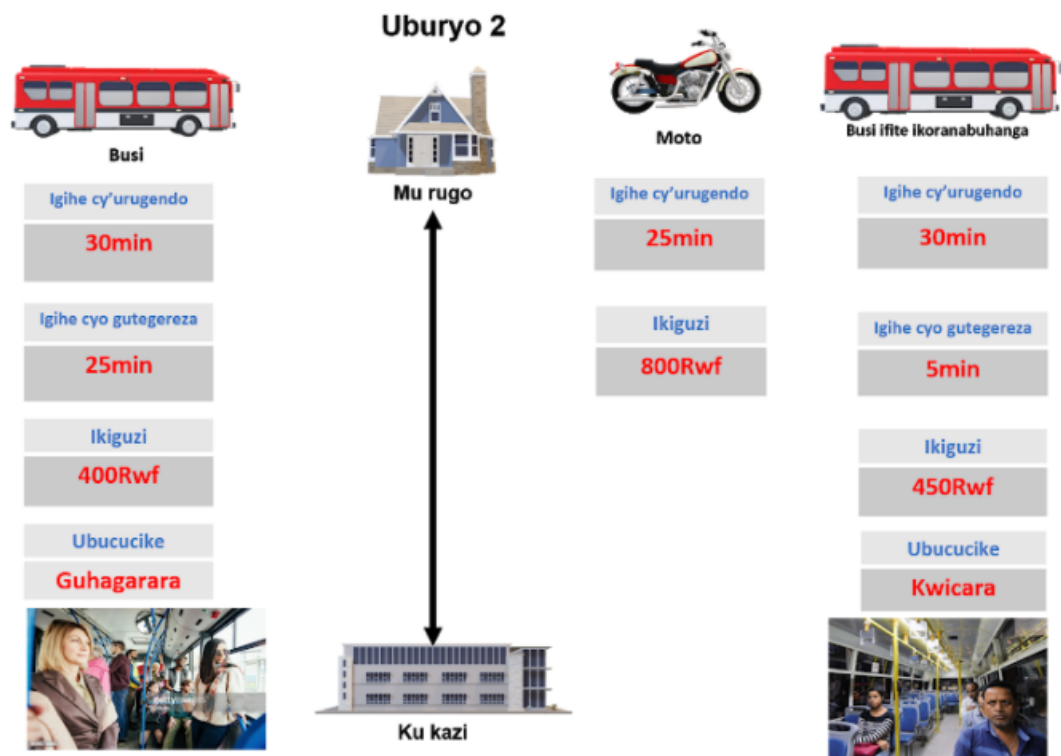 Uburyo 2
Busi
Igihe cy'urugendo
30min
Igihe cyo gutegereza
25min
Ikiguzi
400Rwf
Ubucucike
Guhagarara
Mu rugo
Ku kazi
Moto
Igihe cy'urugendo
25min
Ikiguzi
800Rwf
Busi ifite ikoranabuhanga
Igihe cy'urugendo
30min
Igihe cyo gutegereza
5min
Ikiguzi
450Rwf
Ubucucike
Kwicara